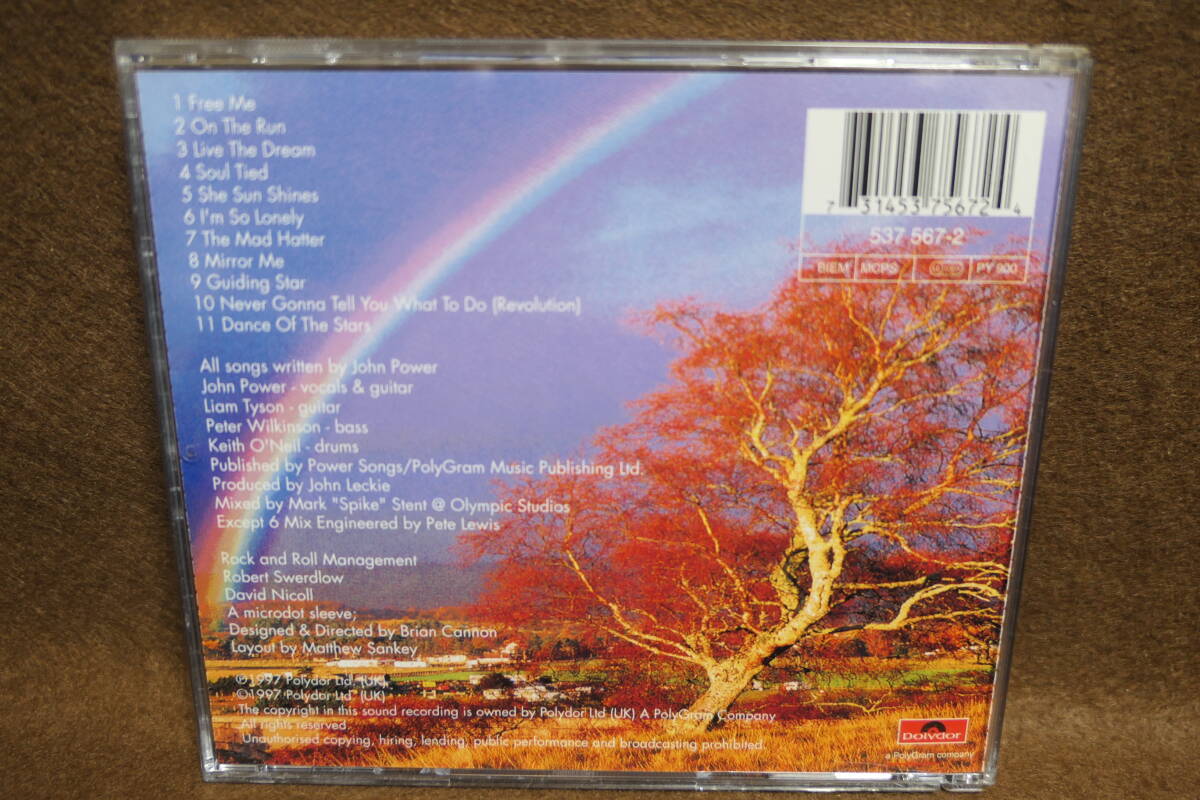 1 Free Me
2 On The Run
3 Live The Dream
4 Soul Tied
5 She Sun Shines
6 I'm So Lonely
7 The Mad Hatter
8 Mirror Me
9 Guiding Star
10 Never Gonna Tell You What To Do (Revolution)
11 Dance Of The Stars
All songs written by John Power
John Power - vocals & guitar
Liam Tyson - guitar
Peter Wilkinson - bass
Keith O'Neil - drums
Published by Power Songs/PolyGram Music Publishing Ltd.
Produced by John Leckie
Mixed by Mark "Spike" Stent @ Olympic Studios
Except 6 Mix Engineered by Pete Lewis
Rock and Roll Management
Robert Swerdlow
David Nicoll
A microdot sleeve;
Designed & Directed by Brian Cannon
Layout by Matthew Sankey
℗1997 Polydor Ltd. (UK)
©1997 Polydor Ltd (UK)
The copyright in this sound recording is owned by Polydor Ltd (UK) A PolyGram Company
All rights reserved.
Unauthorised copying, hiring, lending, public performance and broadcasting prohibited.
7 31453 75672 4
537 567-2
BIEM MCPS PY 900
Polydor
a PolyGram company